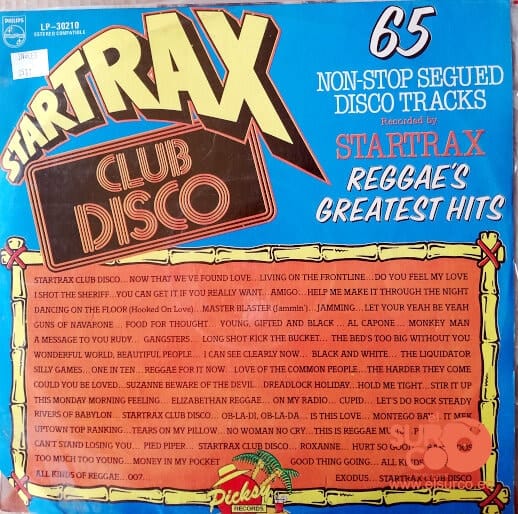 PHILIPS
LP-30210
ESTEREO COMPATIBLE
STARTRAX
CLUB
DISCO
65
NON-STOP SEGUED
DISCO TRACKS
Recorded by
STARTRAX
REGGAE'S
GREATEST HITS
STARTRAX CLUB DISCO... NOW THAT WE'VE FOUND LOVE... LIVING ON THE FRONTLINE... DO YOU FEEL MY LOVE
I SHOT THE SHERIFF... YOU CAN GET IT IF YOU REALLY WANT... AMIGO... HELP ME MAKE IT THROUGH THE NIGHT
DANCING ON THE FLOOR (Hooked On Love)... MASTER BLASTER (Jammin')... JAMMING... LET YOUR YEAH BE YEAH
GUNS OF NAVARONE... FOOD FOR THOUGHT... YOUNG, GIFTED AND BLACK... AL CAPONE... MONKEY MAN
A MESSAGE TO YOU RUDY... GANGSTERS... LONG SHOT KICK THE BUCKET... THE BED'S TOO BIG WITHOUT YOU
WONDERFUL WORLD, BEAUTIFUL PEOPLE... I CAN SEE CLEARLY NOW... BLACK AND WHITE... THE LIQUIDATOR
SILLY GAMES... ONE IN TEN... REGGAE FOR IT NOW... LOVE OF THE COMMON PEOPLE... THE HARDER THEY COME
COULD YOU BE LOVED... SUZANNE BEWARE OF THE DEVIL... DREADLOCK HOLIDAY... HOLD ME TIGHT... STIR IT UP
THIS MONDAY MORNING FEELING... ELIZABETHAN REGGAE... ON MY RADIO... CUPID... LET'S DO ROCK STEADY
RIVERS OF BABYLON... STARTRAX CLUB DISCO... OB-LA-DI, OB-LA-DA... IS THIS LOVE... MONTEGO BAY... IT MEK
UPTOWN TOP RANKING... TEARS ON MY PILLOW... NO WOMAN NO CRY... THIS IS REGGAE MUSIC...
CAN'T STAND LOSING YOU... PIED PIPER... STARTRAX CLUB DISCO... ROXANNE... HURT SO GOOD...
TOO MUCH TOO YOUNG... MONEY IN MY POCKET... GOOD THING GOING... ALL KINDS
ALL KINDS OF REGGAE... 007... EXODUS... STARTRAX CLUB DISCO
Picksy
RECORDS
el SURCO
www.elsurco.es